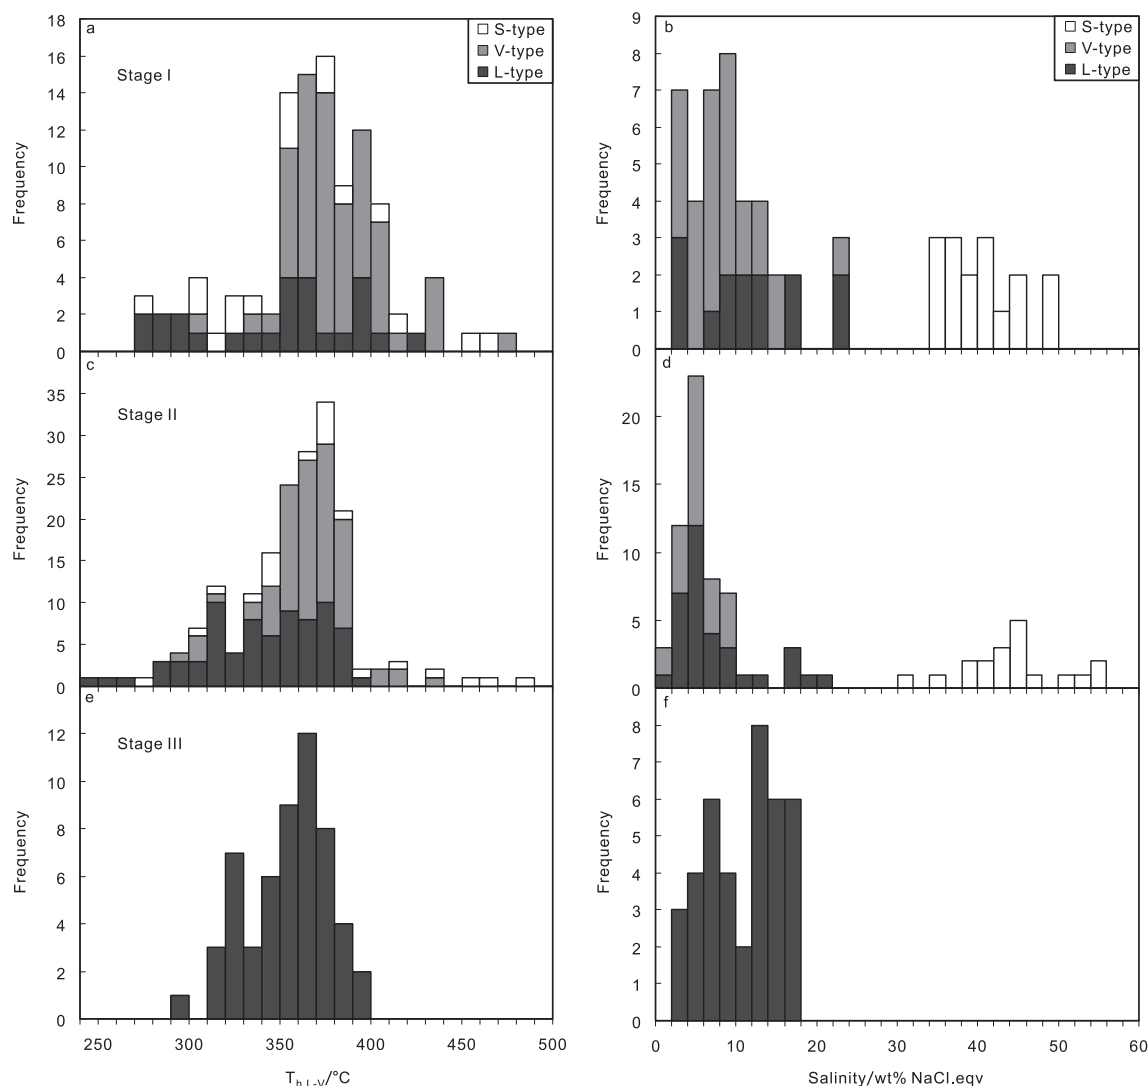 a
S-type
V-type
L-type
Stage I
18
16
14
12
10
8
6
4
2
0
Frequency
b
S-type
V-type
L-type
9
8
7
6
5
4
3
2
1
0
Frequency
c
Stage II
35
30
25
20
15
10
5
0
Frequency
d
20
15
10
5
0
Frequency
e
Stage III
12
10
8
6
4
2
0
Frequency
250 300 350 400 450 500
Th L-V/°C
f
8
7
6
5
4
3
2
1
0
Frequency
0 10 20 30 40 50 60
Salinity/wt% NaCl.eqv